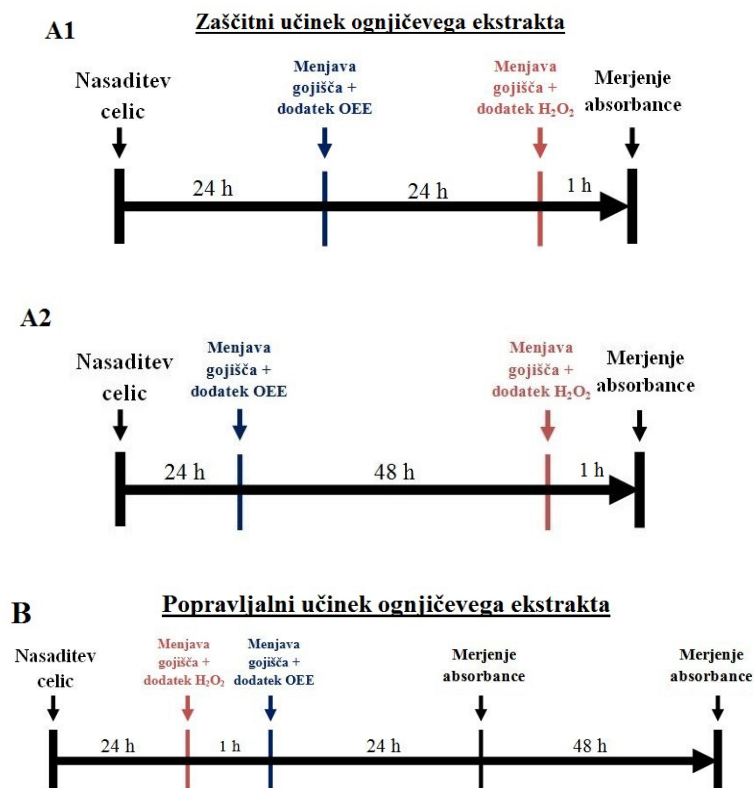 A1
Zaščitni učinek ognjičevega ekstrakta
Nasaditev
celic
Menjava
gojišča +
dodatek OEE
Menjava
gojišča +
dodatek H₂O₂
Merjenje
absorbance
24 h
24 h
1 h
A2
Nasaditev
celic
Menjava
gojišča +
dodatek OEE
Menjava
gojišča +
dodatek H₂O₂
Merjenje
absorbance
24 h
48 h
1 h
B
Popravljalni učinek ognjičevega ekstrakta
Nasaditev
celic
Menjava
gojišča +
dodatek H₂O₂
Menjava
gojišča +
dodatek OEE
Merjenje
absorbance
Merjenje
absorbance
24 h
1 h
24 h
48 h